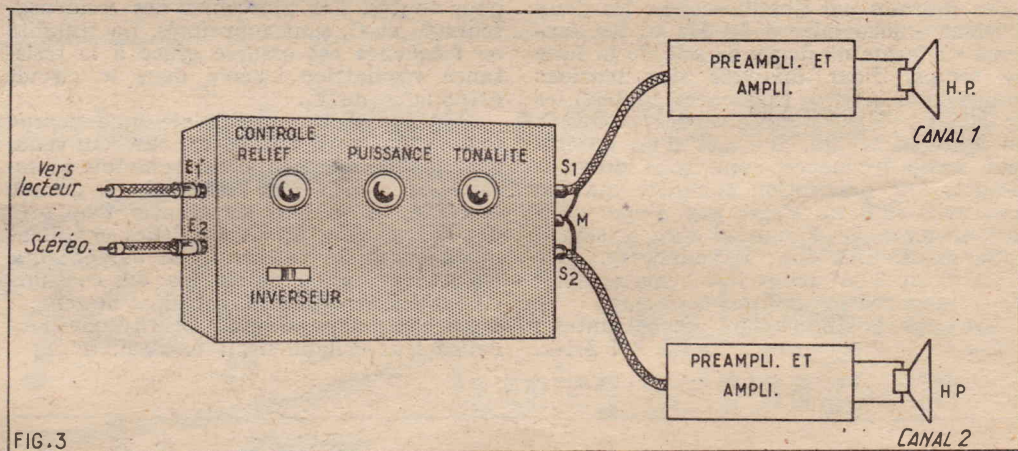 PREAMPLI. ET
AMPLI.
H.P.
CANAL 1
CONTROLE
RELIEF
PUISSANCE
TONALITE
Vers
lecteur
Stéréo.
E1
E2
S1
M
S2
INVERSEUR
PREAMPLI. ET
AMPLI.
H P
CANAL 2
FIG.3